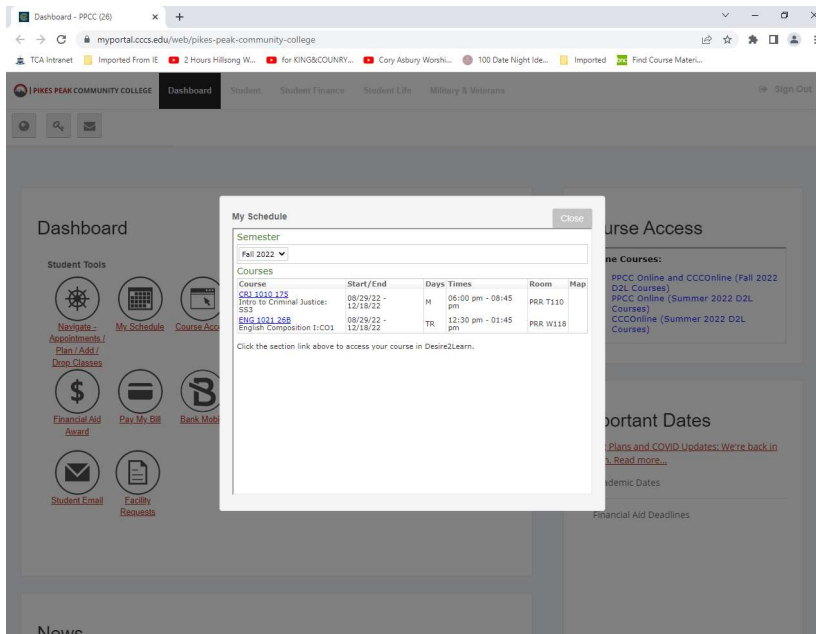 Dashboard - PPCC (26)
myportal.cccs.edu/web/pikes-peak-community-college
TCA Intranet Imported From IE 2 Hours Hillsong W... for KING&COUNRY... Cory Asbury Worshi... 100 Date Night Ide... Imported Find Course Materi...
PIKES PEAK COMMUNITY COLLEGE Dashboard Student Student Finance Student Life Military & Veterans Sign Out
Dashboard
Student Tools
Navigate -
Appointments /
Plan / Add /
Drop Classes
My Schedule
Course Acc
Financial Aid
Award
Pay My Bill
Bank Mobi
Student Email
Facility
Requests
My Schedule Close
Semester
Fall 2022
Courses
Course Start/End Days Times Room Map
CRJ 1010 175
Intro to Criminal Justice:
SS3
08/29/22 -
12/18/22
M
06:00 pm - 08:45
pm
PRR T110
ENG 1021 26B
English Composition I:CO1
08/29/22 -
12/18/22
TR
12:30 pm - 01:45
pm
PRR W118
Click the section link above to access your course in Desire2Learn.
urse Access
ne Courses:
PPCC Online and CCCOnline (Fall 2022
D2L Courses)
PPCC Online (Summer 2022 D2L
Courses)
CCCOnline (Summer 2022 D2L
Courses)
portant Dates
Plans and COVID Updates: We're back in
. Read more...
ademic Dates
Financial Aid Deadlines
News